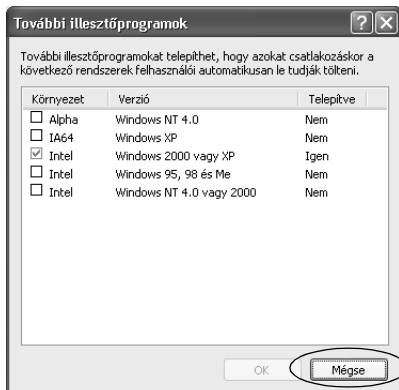 További illesztőprogramok
További illesztőprogramokat telepíthet, hogy azokat csatlakozáskor a
következő rendszerek felhasználói automatikusan le tudják tölteni.
Környezet Verzió Telepítve
Alpha Windows NT 4.0 Nem
IA64 Windows XP Nem
Intel Windows 2000 vagy XP Igen
Intel Windows 95, 98 és Me Nem
Intel Windows NT 4.0 vagy 2000 Nem
OK Mégse